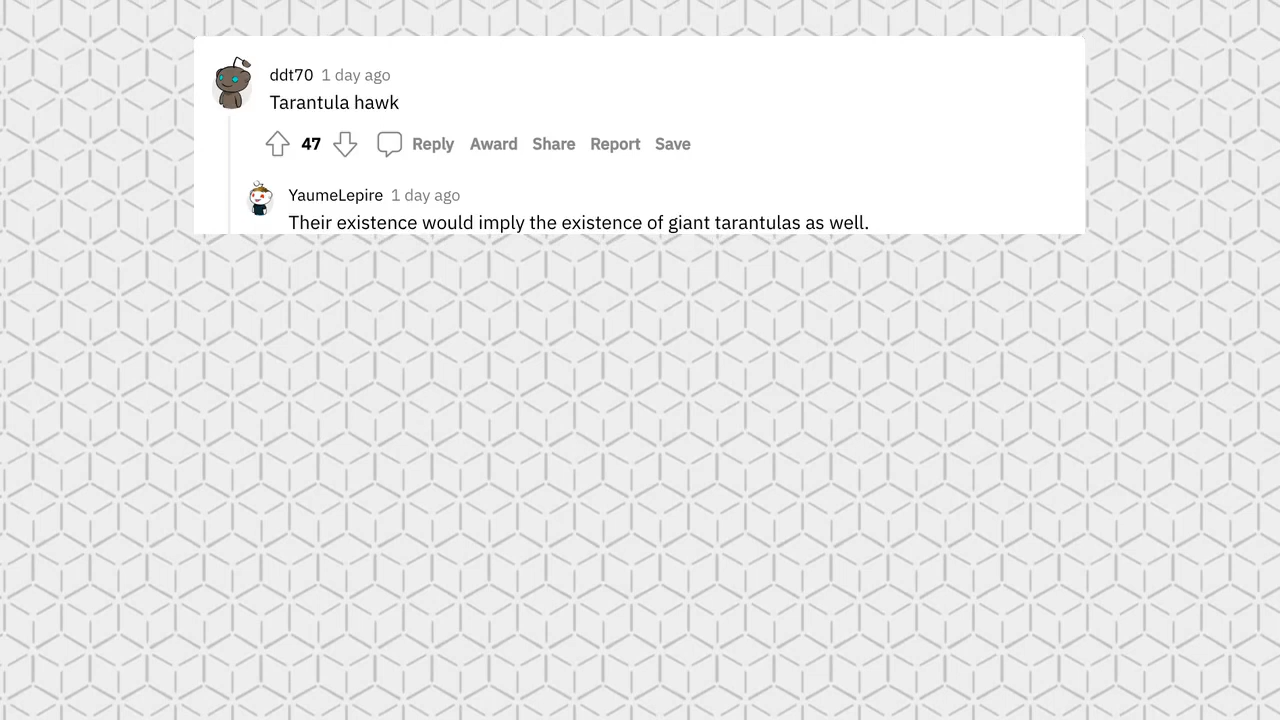 ddt70 1 day ago
Tarantula hawk
47 Reply Award Share Report Save
YaumeLepire 1 day ago
Their existence would imply the existence of giant tarantulas as well.